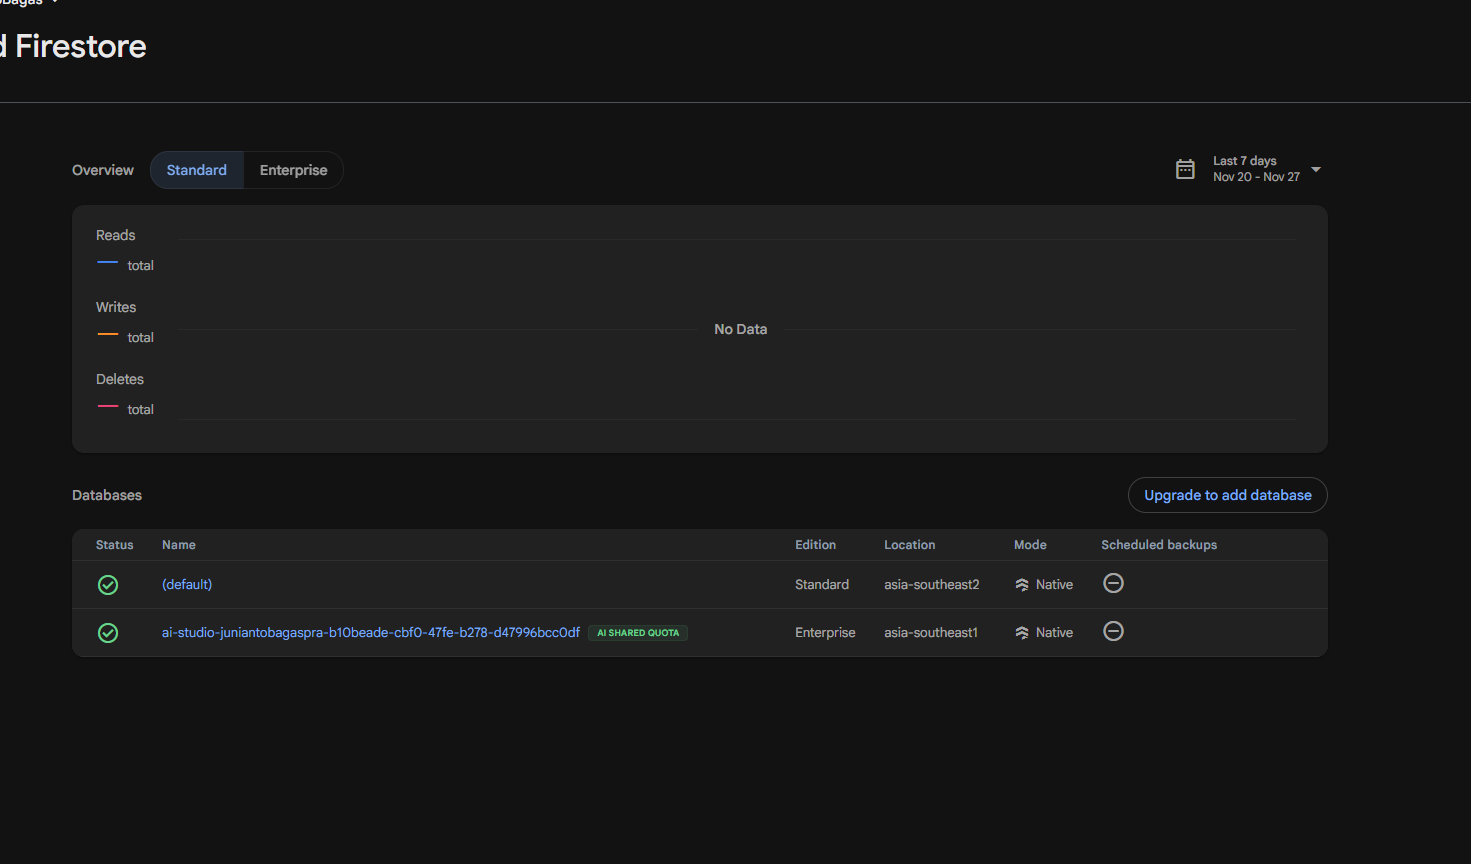 Bagas
Firestore
Overview
Standard
Enterprise
Last 7 days
Nov 20 - Nov 27
Reads
total
Writes
total
No Data
Deletes
total
Databases
Upgrade to add database
Status Name Edition Location Mode Scheduled backups
(default) Standard asia-southeast2 Native
ai-studio-juniantobagaspra-b10beade-cbf0-47fe-b278-d47996bcc0df AI SHARED QUOTA Enterprise asia-southeast1 Native